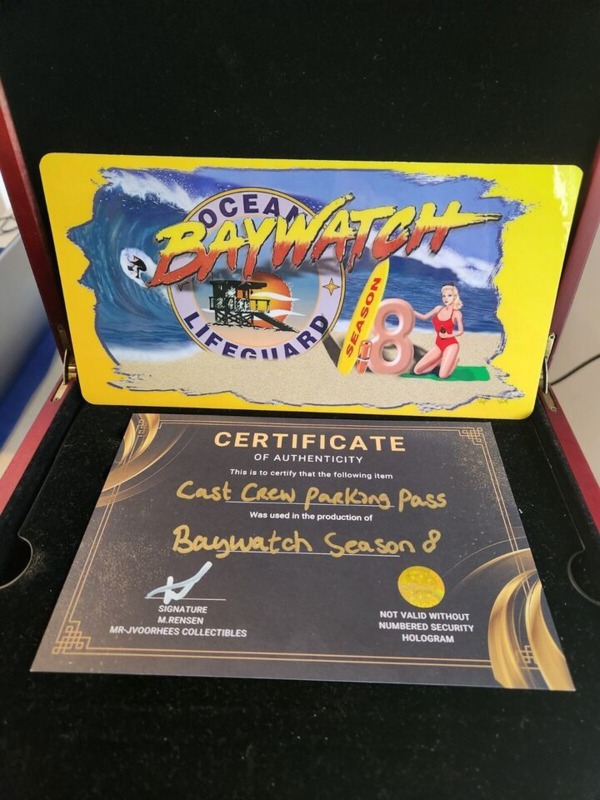 OCEAN
BAYWATCH
LIFEGUARD
SEASON
8
CERTIFICATE
OF AUTHENTICITY
This is to certify that the following item
Cast Crew Parking Pass
Was used in the production of
Baywatch Season 8
SIGNATURE
M.RENSEN
MR-JVOORHEES COLLECTIBLES
NOT VALID WITHOUT
NUMBERED SECURITY
HOLOGRAM